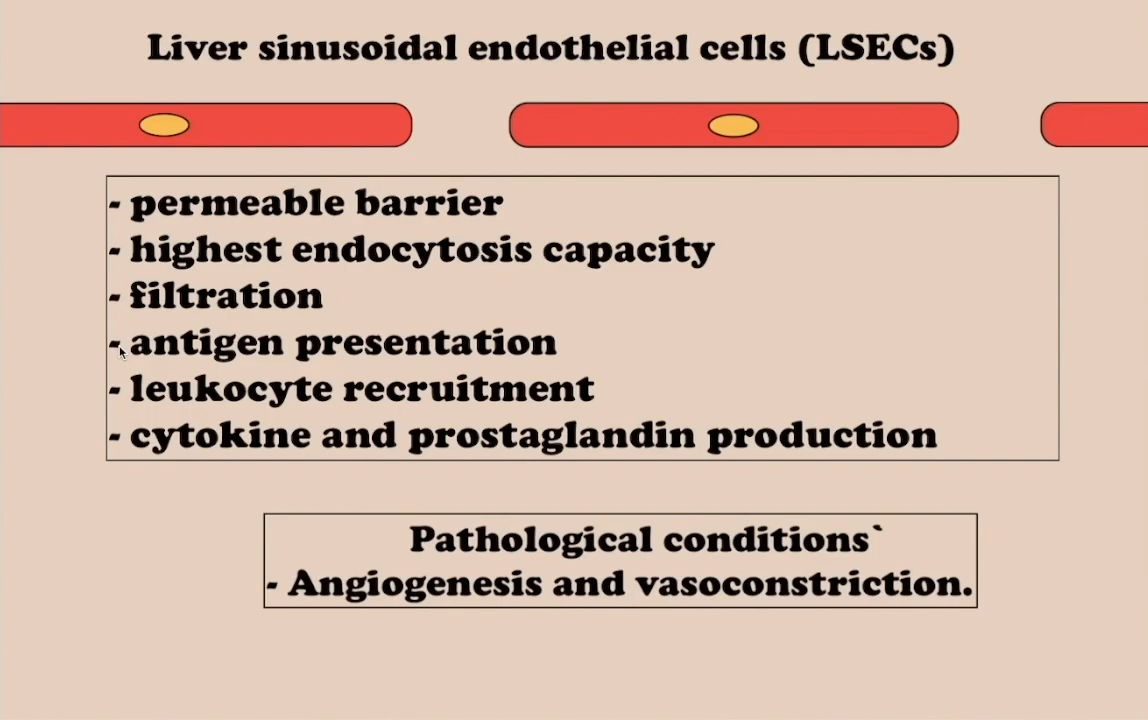 Liver sinusoidal endothelial cells (LSECs)
- permeable barrier
- highest endocytosis capacity
- filtration
- antigen presentation
- leukocyte recruitment
- cytokine and prostaglandin production
Pathological conditions`
- Angiogenesis and vasoconstriction.